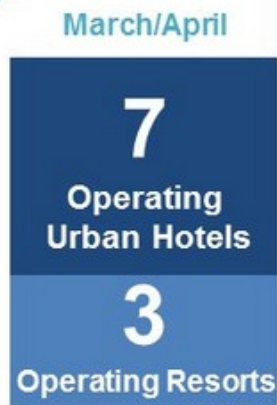 March/April
7
Operating
Urban Hotels
3
Operating Resorts